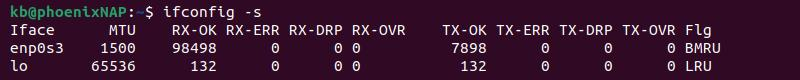 kb@phoenixNAP:~$ ifconfig -s
Iface      MTU    RX-OK RX-ERR RX-DRP RX-OVR    TX-OK TX-ERR TX-DRP TX-OVR Flg
enp0s3    1500    98498      0      0 0          7898      0      0      0 BMRU
lo       65536      132      0      0 0           132      0      0      0 LRU